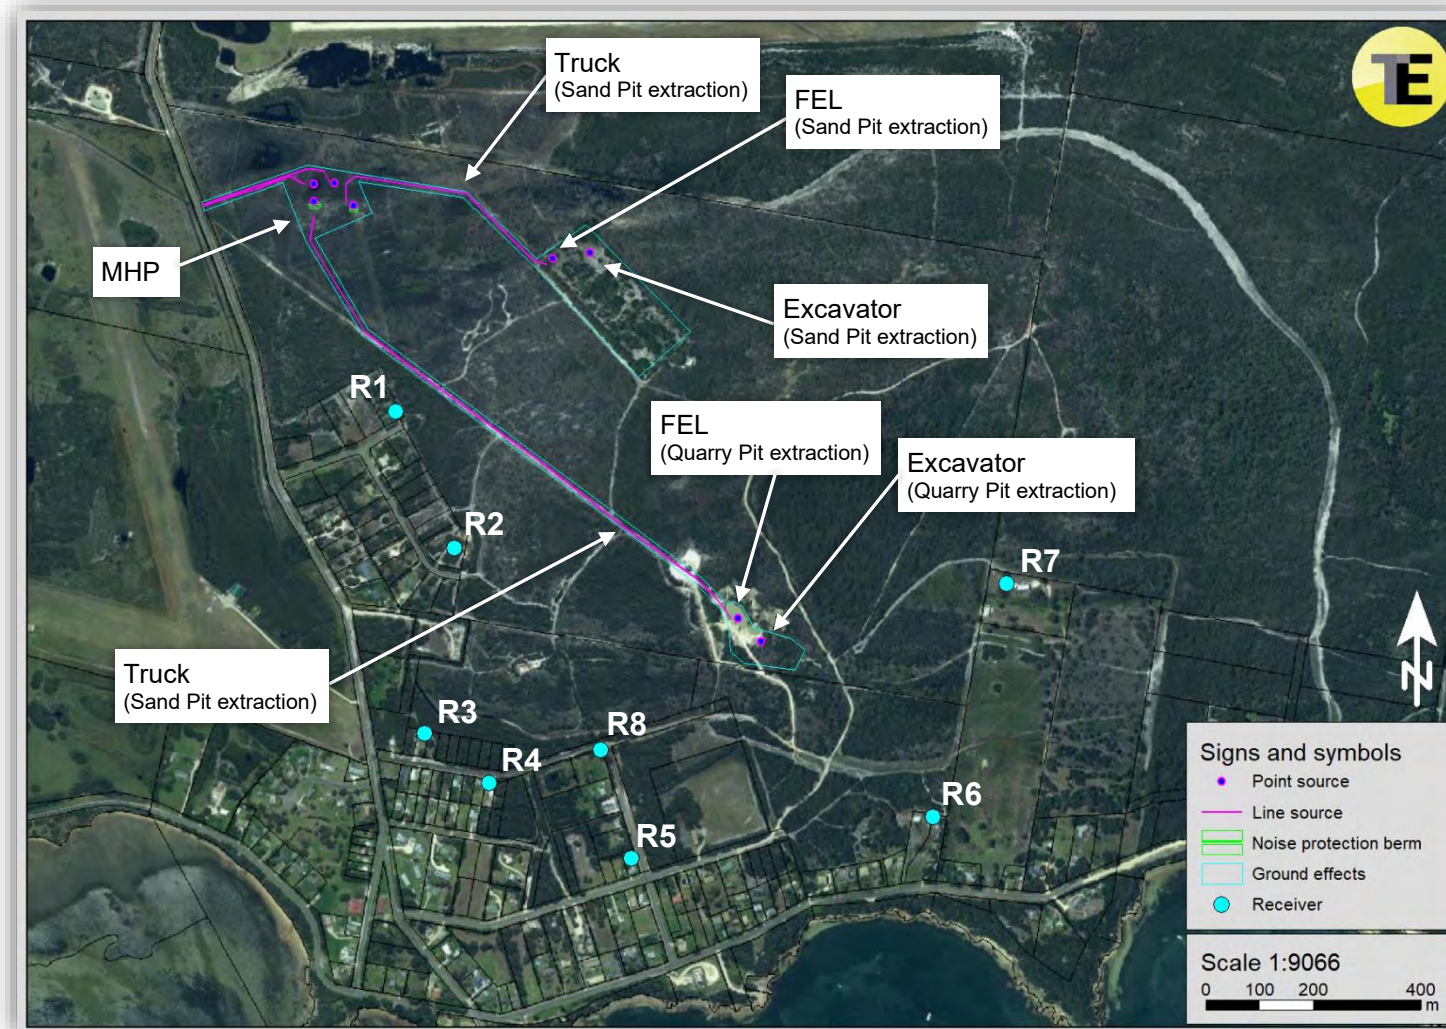 Truck
(Sand Pit extraction)
FEL
(Sand Pit extraction)
TE
MHP
Excavator
(Sand Pit extraction)
R1
FEL
(Quarry Pit extraction)
Excavator
(Quarry Pit extraction)
R2
R7
Truck
(Sand Pit extraction)
N
R3
R8
R4
R6
R5
Signs and symbols
Point source
Line source
Noise protection berm
Ground effects
Receiver
Scale 1:9066
0 100 200 400
m